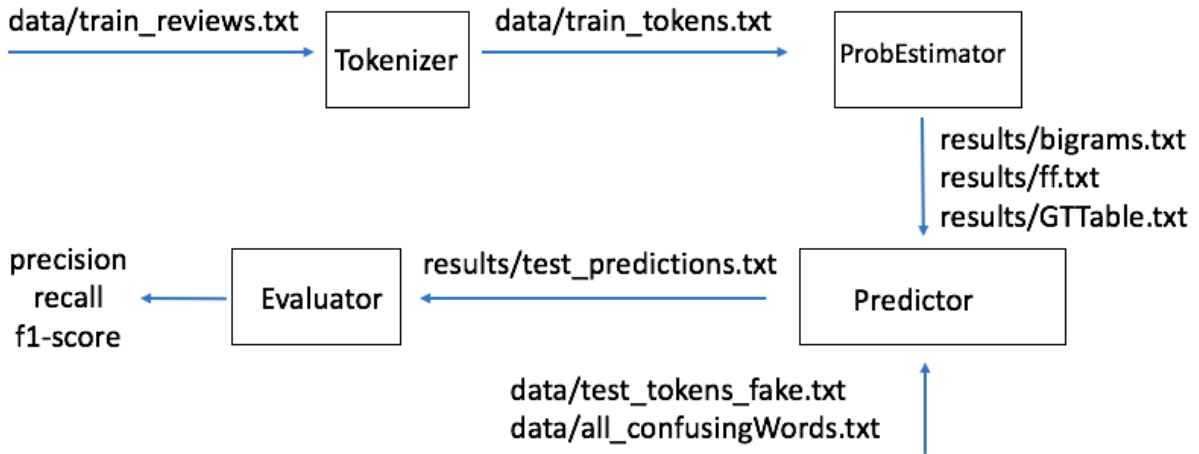 data/train_reviews.txt
Tokenizer
data/train_tokens.txt
ProbEstimator
results/bigrams.txt
results/ff.txt
results/GTTable.txt
Predictor
data/test_tokens_fake.txt
data/all_confusingWords.txt
results/test_predictions.txt
Evaluator
precision
recall
f1-score